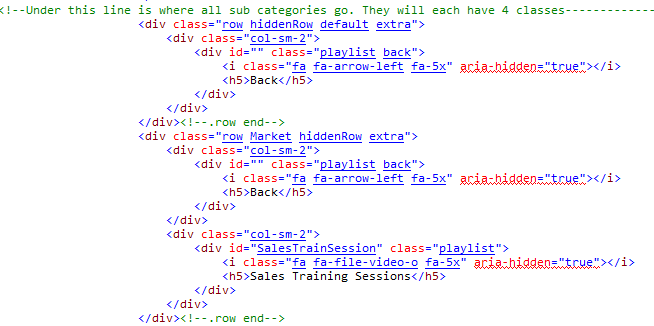 <!--Under this line is where all sub categories go. They will each have 4 classes-------------
<div class="row hiddenRow default extra">
<div class="col-sm-2">
<div id="" class="playlist back">
<i class="fa fa-arrow-left fa-5x" aria-hidden="true"></i>
<h5>Back</h5>
</div>
</div>
</div><!--.row end-->
<div class="row Market hiddenRow extra">
<div class="col-sm-2">
<div id="" class="playlist back">
<i class="fa fa-arrow-left fa-5x" aria-hidden="true"></i>
<h5>Back</h5>
</div>
</div>
<div class="col-sm-2">
<div id="SalesTrainSession" class="playlist">
<i class="fa fa-file-video-o fa-5x" aria-hidden="true"></i>
<h5>Sales Training Sessions</h5>
</div>
</div>
</div><!--.row end-->